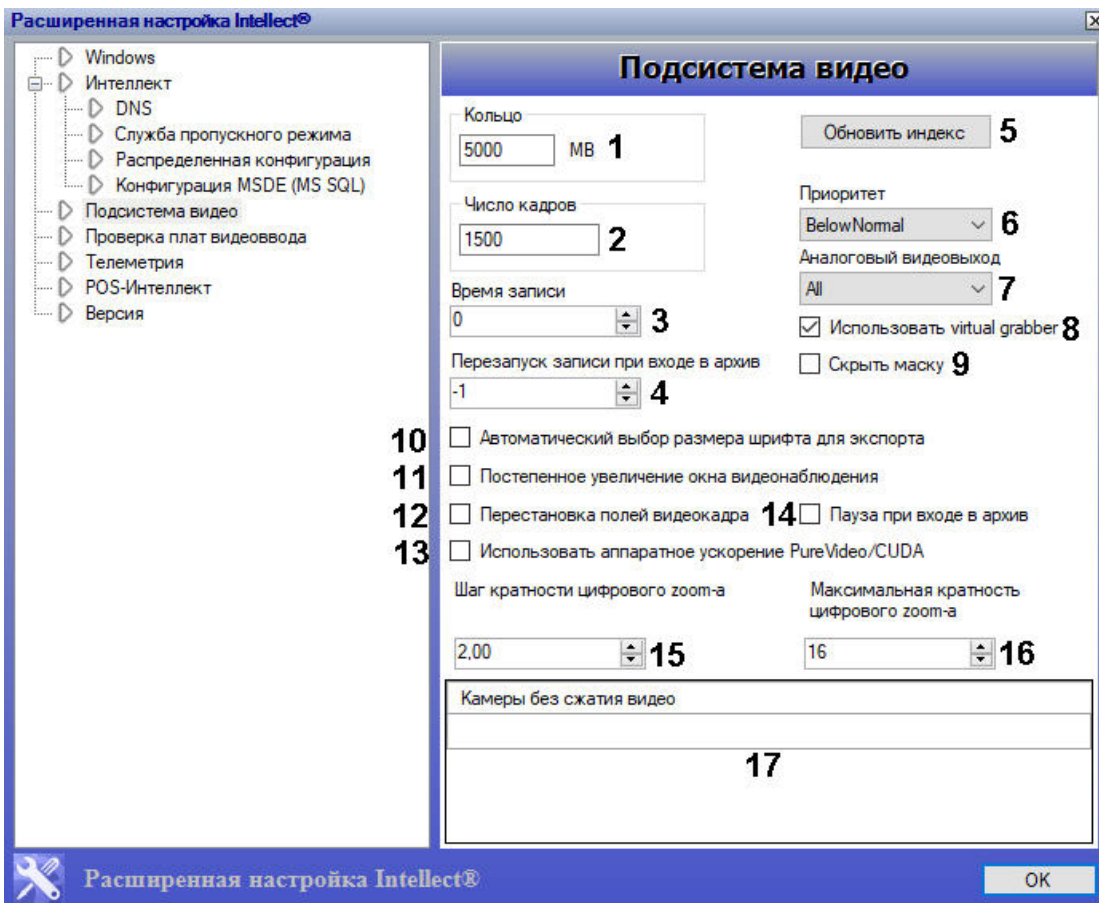 Расширенная настройка Intellect®
Windows
Интеллект
DNS
Служба пропускного режима
Распределенная конфигурация
Конфигурация MSDE (MS SQL)
Подсистема видео
Проверка плат видеоввода
Телеметрия
POS-Интеллект
Версия
Подсистема видео
Кольцо
5000 MB 1
Обновить индекс 5
Число кадров
1500 2
Приоритет
BelowNormal 6
Аналоговый видеовыход
All 7
Время записи
0 3
Использовать virtual grabber 8
Перезапуск записи при входе в архив
-1 4
Скрыть маску 9
10 Автоматический выбор размера шрифта для экспорта
11 Постепенное увеличение окна видеонаблюдения
12 Перестановка полей видеокадра 14 Пауза при входе в архив
13 Использовать аппаратное ускорение PureVideo/CUDA
Шаг кратности цифрового zoom-а
2,00 15
Максимальная кратность
цифрового zoom-а
16 16
Камеры без сжатия видео
17
Расширенная настройка Intellect®
OK